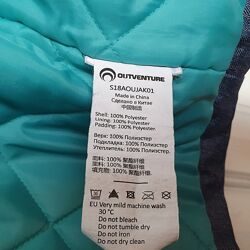 OUTVENTURE
S18AOUJAK01
Made in China
Сделано в Китае
中国制造
Shell: 100% Polyester
Lining: 100% Polyester
Padding: 100% Polyester
Верх: 100% Полиэстер
Подкладка: 100% Полиэстер
Утеплитель: 100% Полиэстер
面料: 100% 聚酯纤维
里料: 100% 聚酯纤维
填充物: 100% 聚酯纤维
EU Very mild machine wash
30 °C
Do not bleach
Do not tumble dry
Do not iron
Do not dry clean